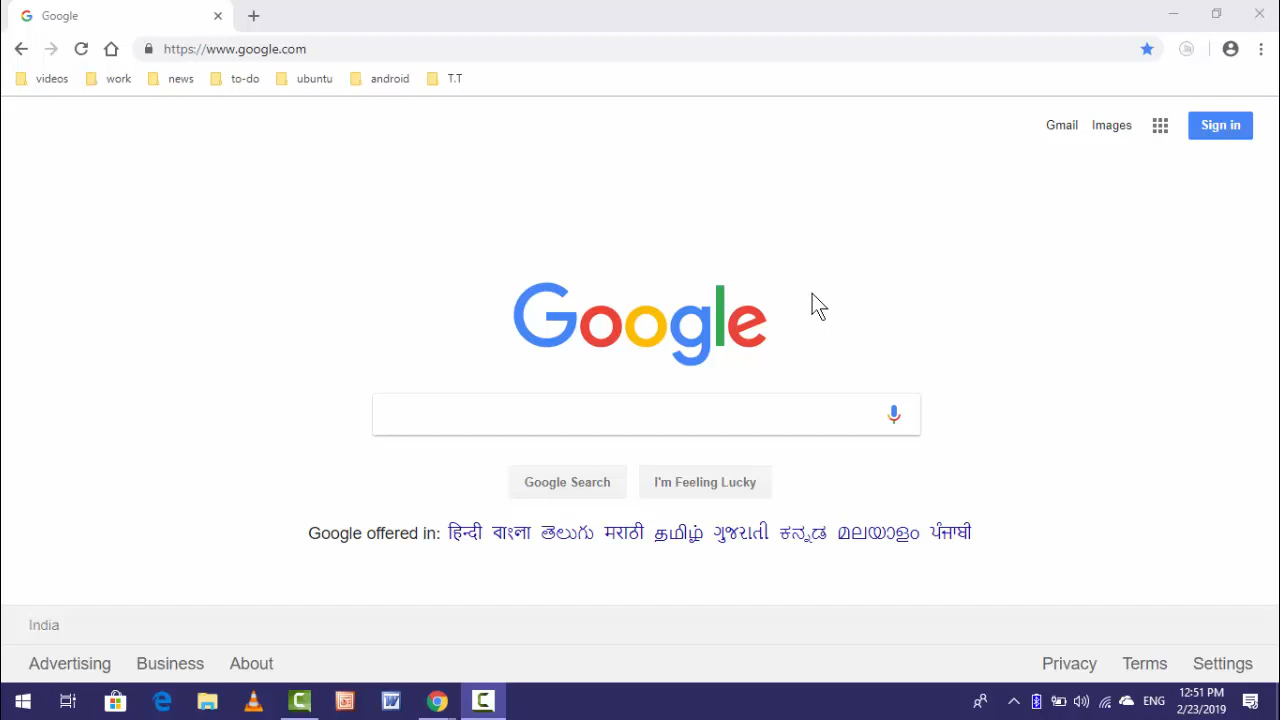 Google
https://www.google.com
videos work news to-do ubuntu android T.T
Gmail Images Sign in
Google
Google Search I'm Feeling Lucky
Google offered in: हिन्दी বাংলা తెలుగు मराठी தமிழ் ગુજરાતી ಕನ್ನಡ മലയാളം ਪੰਜਾਬੀ
India
Advertising Business About Privacy Terms Settings
ENG 12:51 PM
2/23/2019